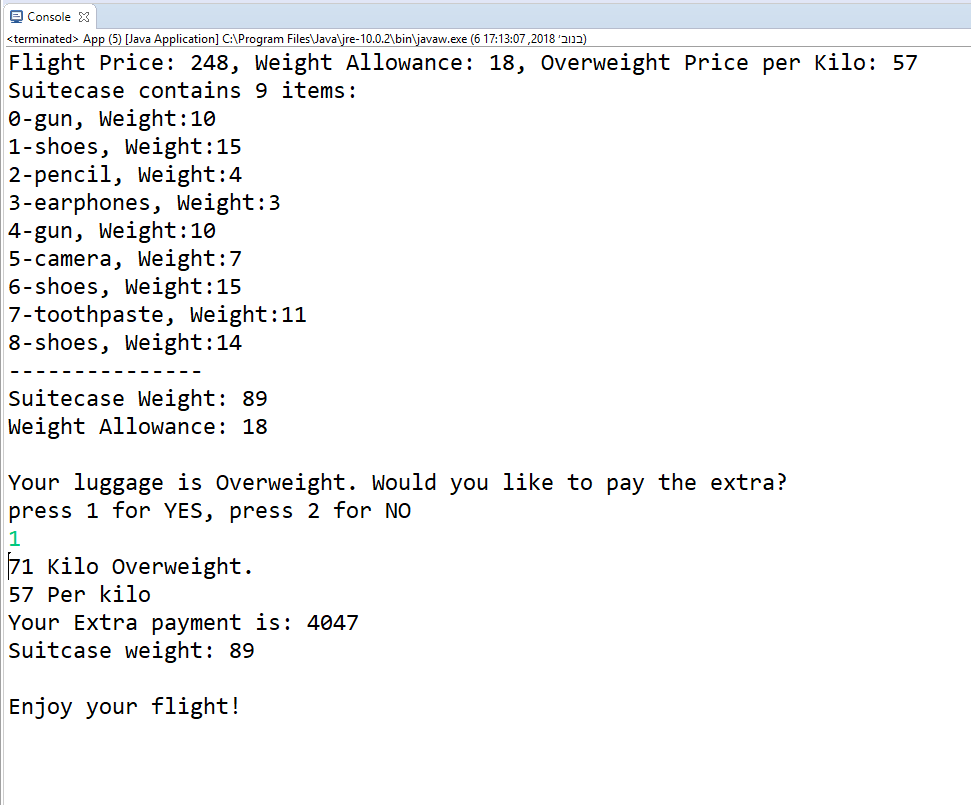 Console
<terminated> App (5) [Java Application] C:\Program Files\Java\jre-10.0.2\bin\javaw.exe (6 בנוב׳ 2018, 17:13:07)
Flight Price: 248, Weight Allowance: 18, Overweight Price per Kilo: 57
Suitecase contains 9 items:
0-gun, Weight:10
1-shoes, Weight:15
2-pencil, Weight:4
3-earphones, Weight:3
4-gun, Weight:10
5-camera, Weight:7
6-shoes, Weight:15
7-toothpaste, Weight:11
8-shoes, Weight:14
---------------
Suitecase Weight: 89
Weight Allowance: 18
Your luggage is Overweight. Would you like to pay the extra?
press 1 for YES, press 2 for NO
1
71 Kilo Overweight.
57 Per kilo
Your Extra payment is: 4047
Suitcase weight: 89
Enjoy your flight!